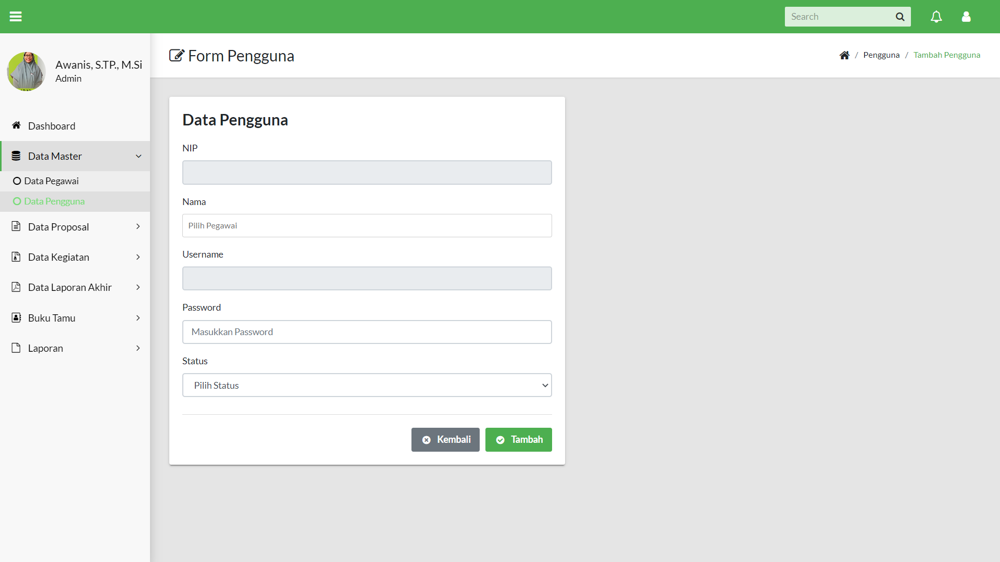 Search
Awanis, S.TP., M.Si
Admin
Dashboard
Data Master
Data Pegawai
Data Pengguna
Data Proposal
Data Kegiatan
Data Laporan Akhir
Buku Tamu
Laporan
Form Pengguna
/ Pengguna / Tambah Pengguna
Data Pengguna
NIP
Nama
Pilih Pegawai
Username
Password
Masukkan Password
Status
Pilih Status
Kembali
Tambah